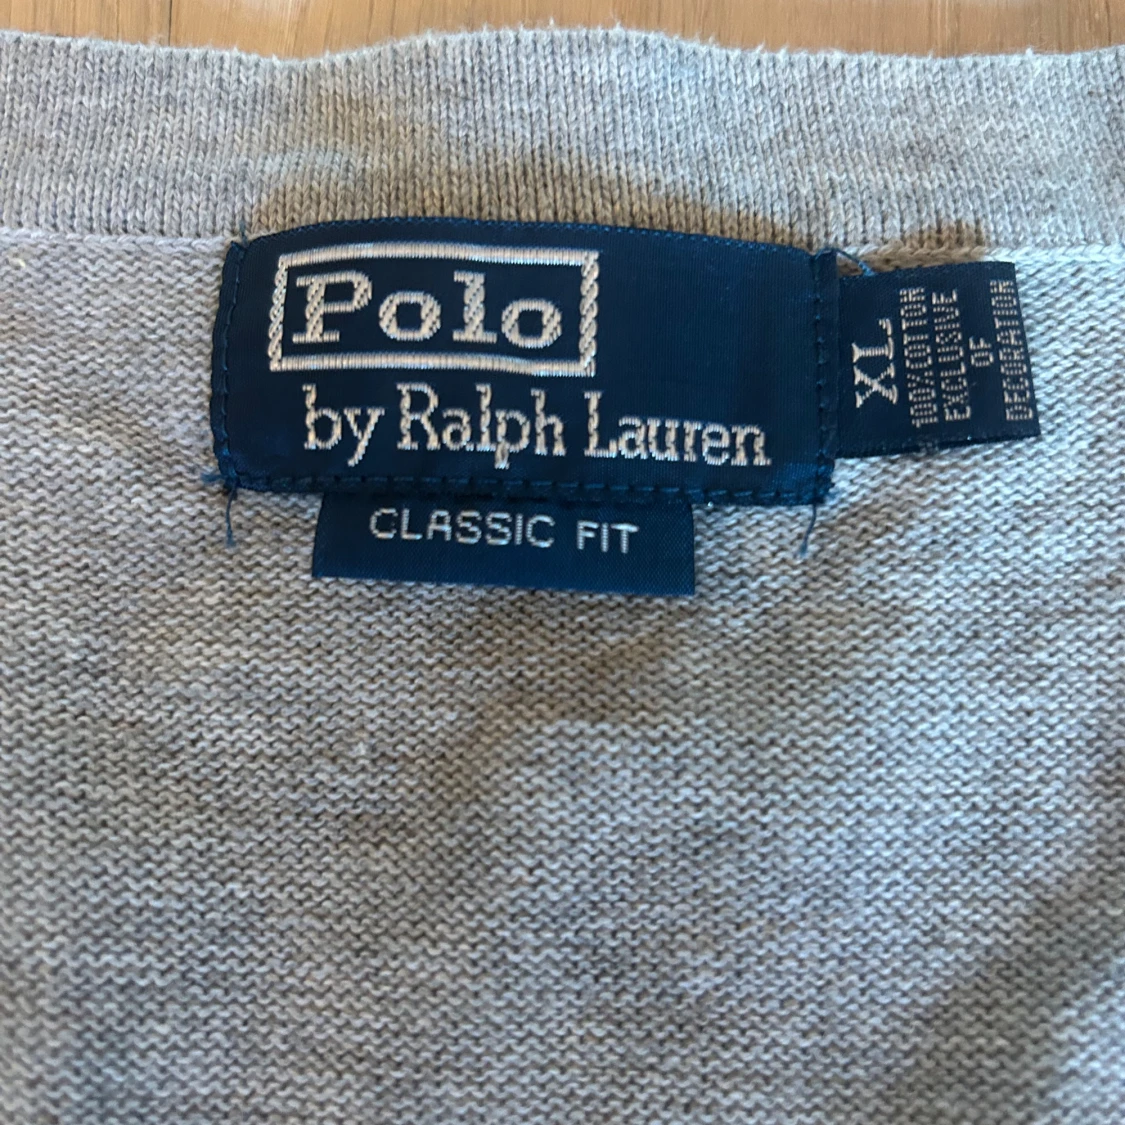 Polo
by Ralph Lauren
CLASSIC FIT
XL
100% COTTON
EXCLUSIVE
OF
DECORATION